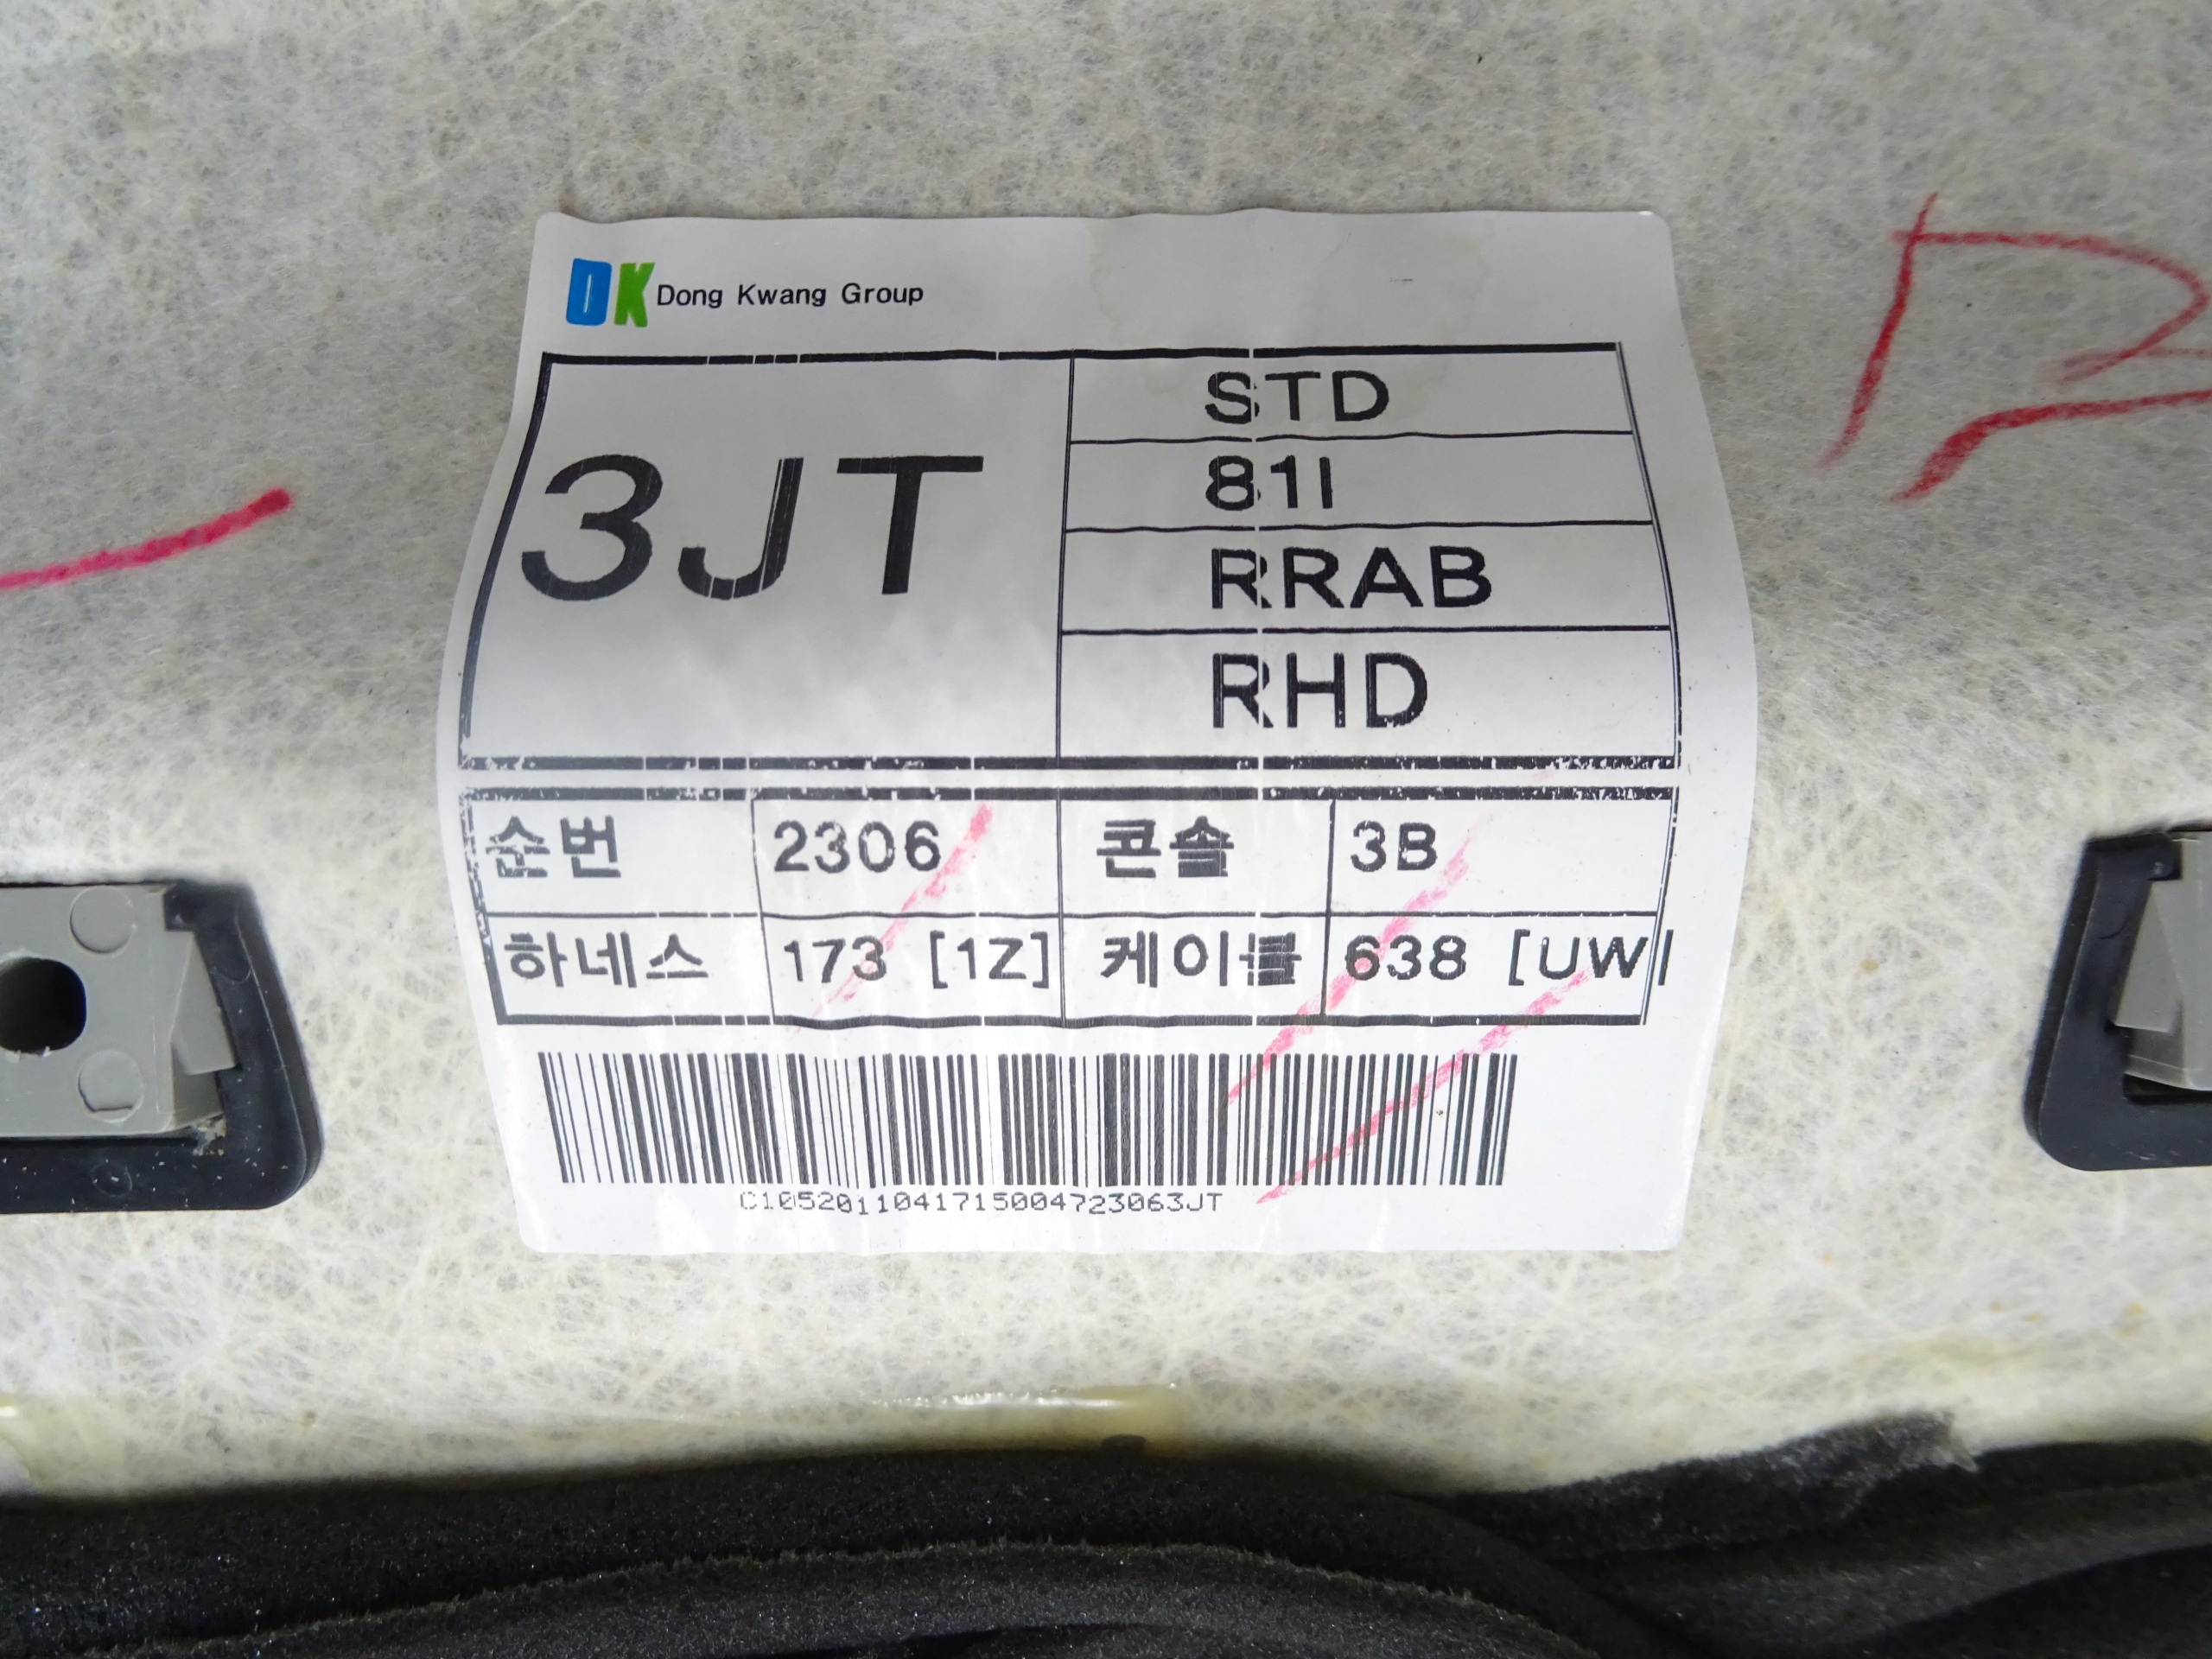 DK Dong Kwang Group
3JT
STD
81I
RRAB
RHD
순번 2306 콘솔 3B
하네스 173 [1Z] 케이블 638 [UW]
C1052011041715004723063JT